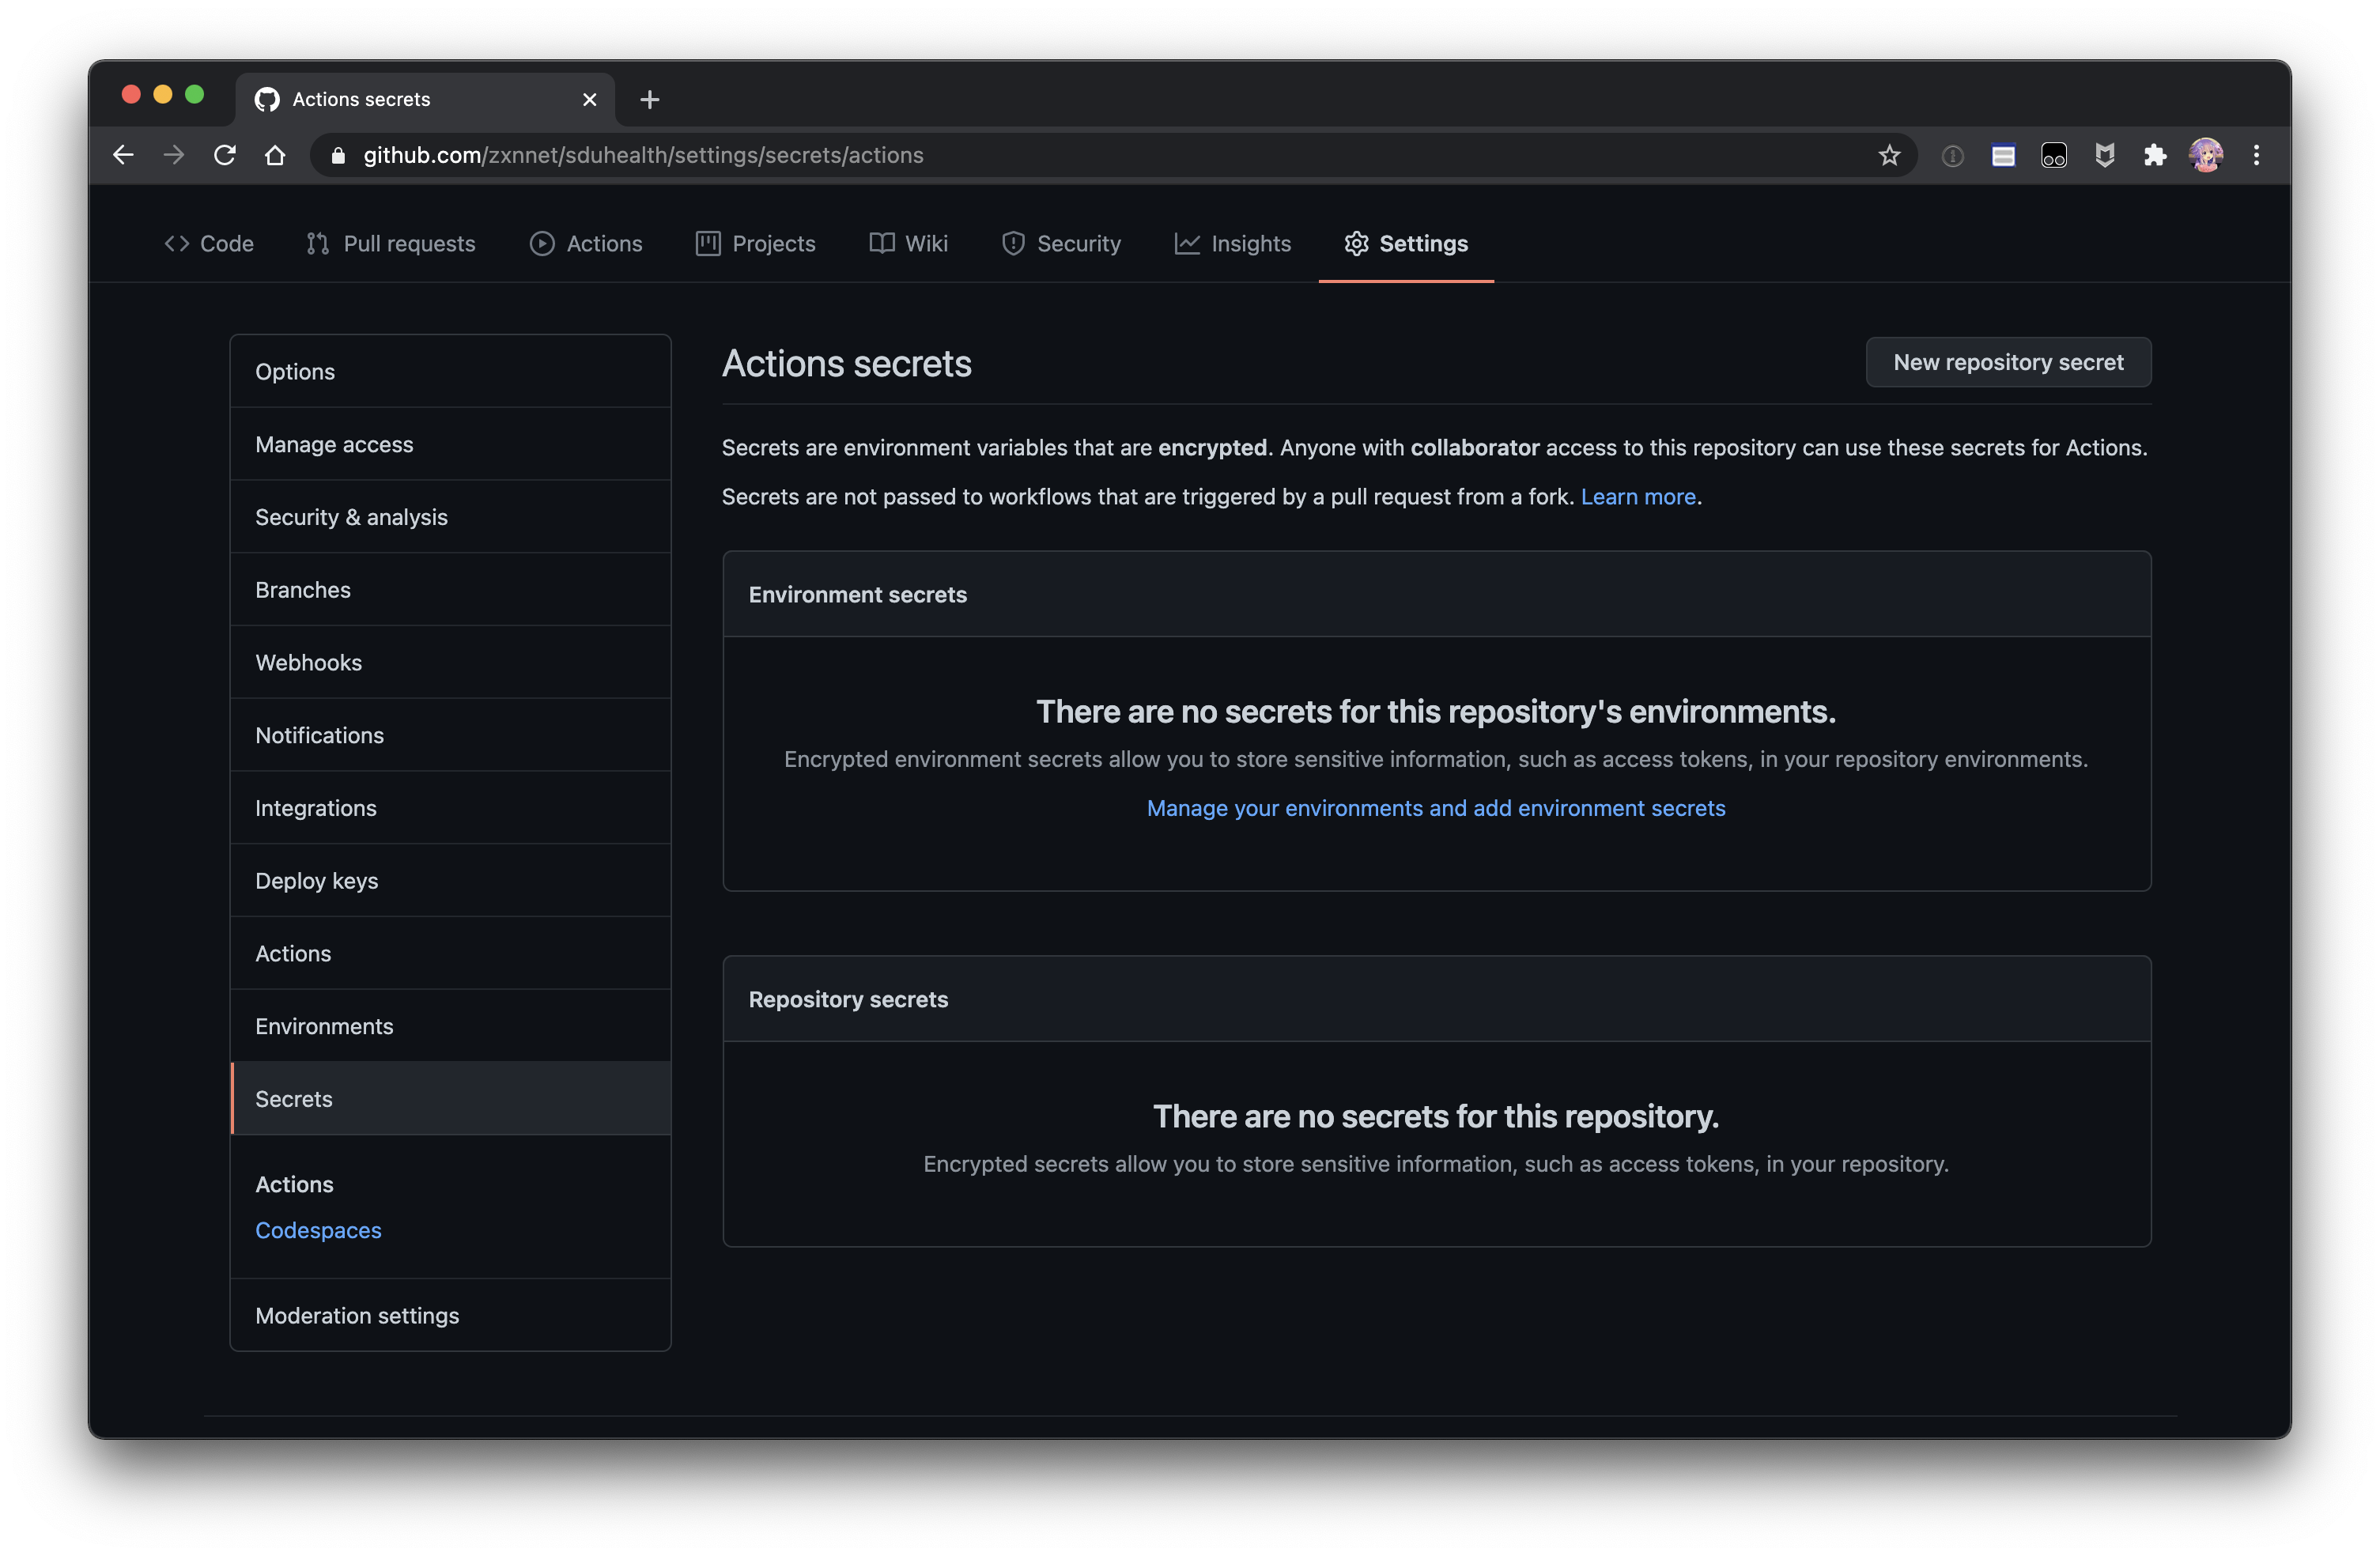 Actions secrets
github.com/zxnnet/sduhealth/settings/secrets/actions
Code Pull requests Actions Projects Wiki Security Insights Settings
Options
Manage access
Security & analysis
Branches
Webhooks
Notifications
Integrations
Deploy keys
Actions
Environments
Secrets
Actions
Codespaces
Moderation settings
Actions secrets
New repository secret
Secrets are environment variables that are encrypted. Anyone with collaborator access to this repository can use these secrets for Actions.
Secrets are not passed to workflows that are triggered by a pull request from a fork. Learn more.
Environment secrets
There are no secrets for this repository's environments.
Encrypted environment secrets allow you to store sensitive information, such as access tokens, in your repository environments.
Manage your environments and add environment secrets
Repository secrets
There are no secrets for this repository.
Encrypted secrets allow you to store sensitive information, such as access tokens, in your repository.